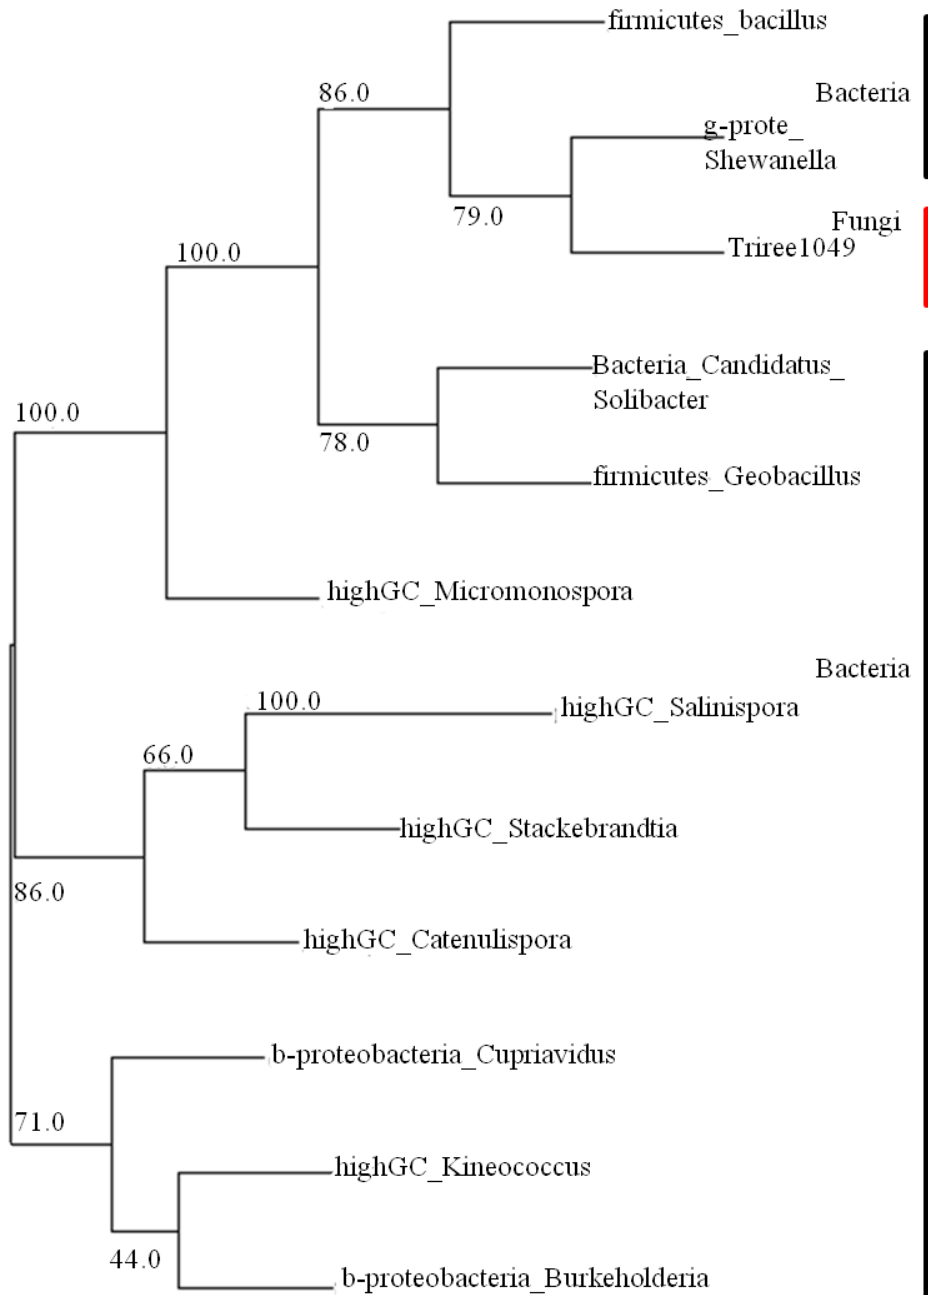 firmicutes_bacillus
86.0
Bacteria
g-prote_
Shewanella
79.0
Fungi
Triree1049
100.0
Bacteria_Candidatus_
Solibacter
100.0
78.0
firmicutes_Geobacillus
highGC_Micromonospora
Bacteria
100.0
highGC_Salinispora
66.0
highGC_Stackebrandtia
86.0
highGC_Catenulispora
b-proteobacteria_Cupriavidus
71.0
highGC_Kineococcus
44.0
b-proteobacteria_Burkeholderia